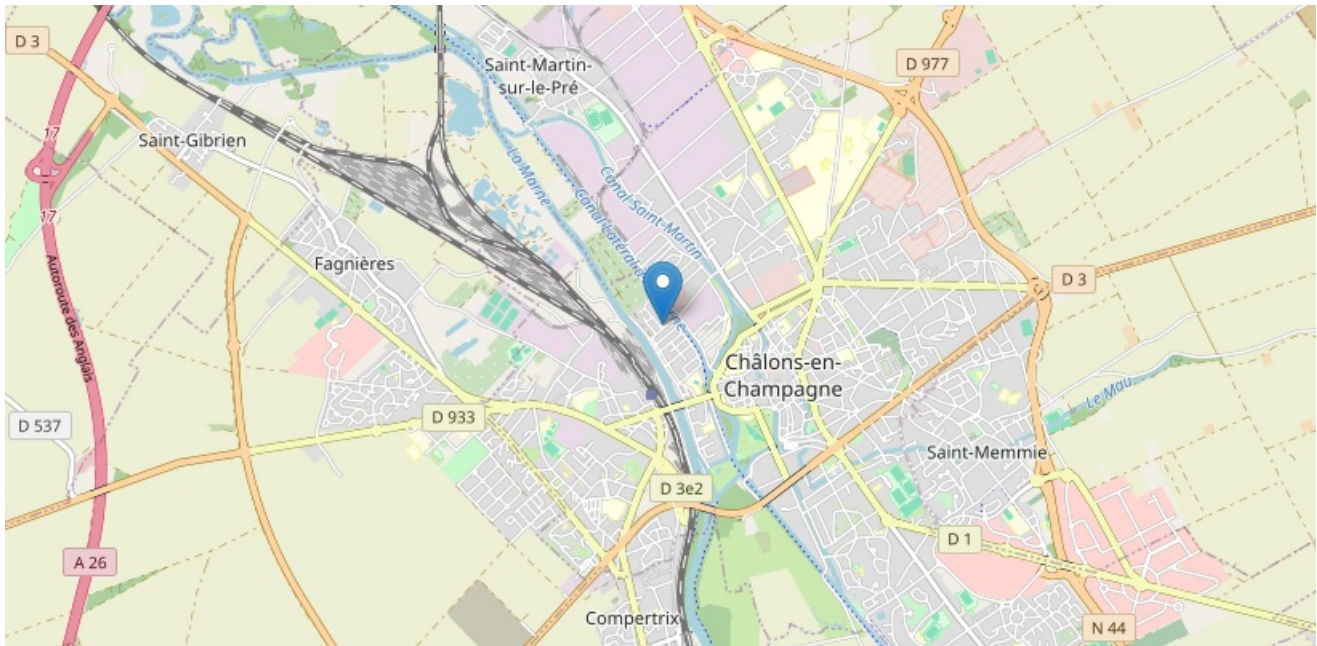 D 3
D 977
Saint-Martin-
sur-le-Pré
17
Saint-Gibrien
La Marne
Canal Saint-Martin
Canal Latéral
17
Fagnières
D 3
Autoroute des Anglais
Châlons-en-
Champagne
Le Mau
D 933
D 537
Saint-Memmie
D 3e2
D 1
A 26
Compertrix
N 44